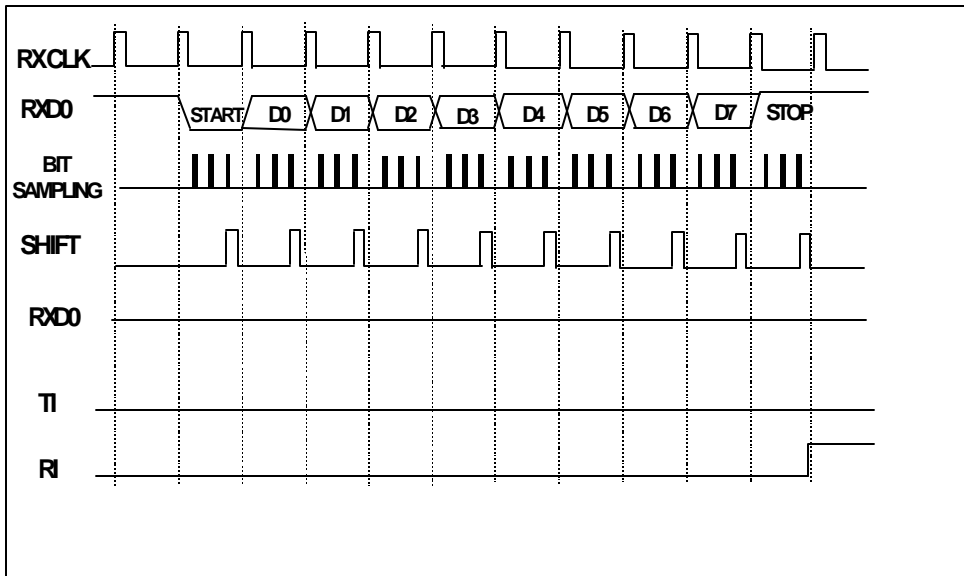 RXCLK
RXD0
START D0 D1 D2 D3 D4 D5 D6 D7 STOP
BIT
SAMPLING
SHIFT
RXD0
TI
RI